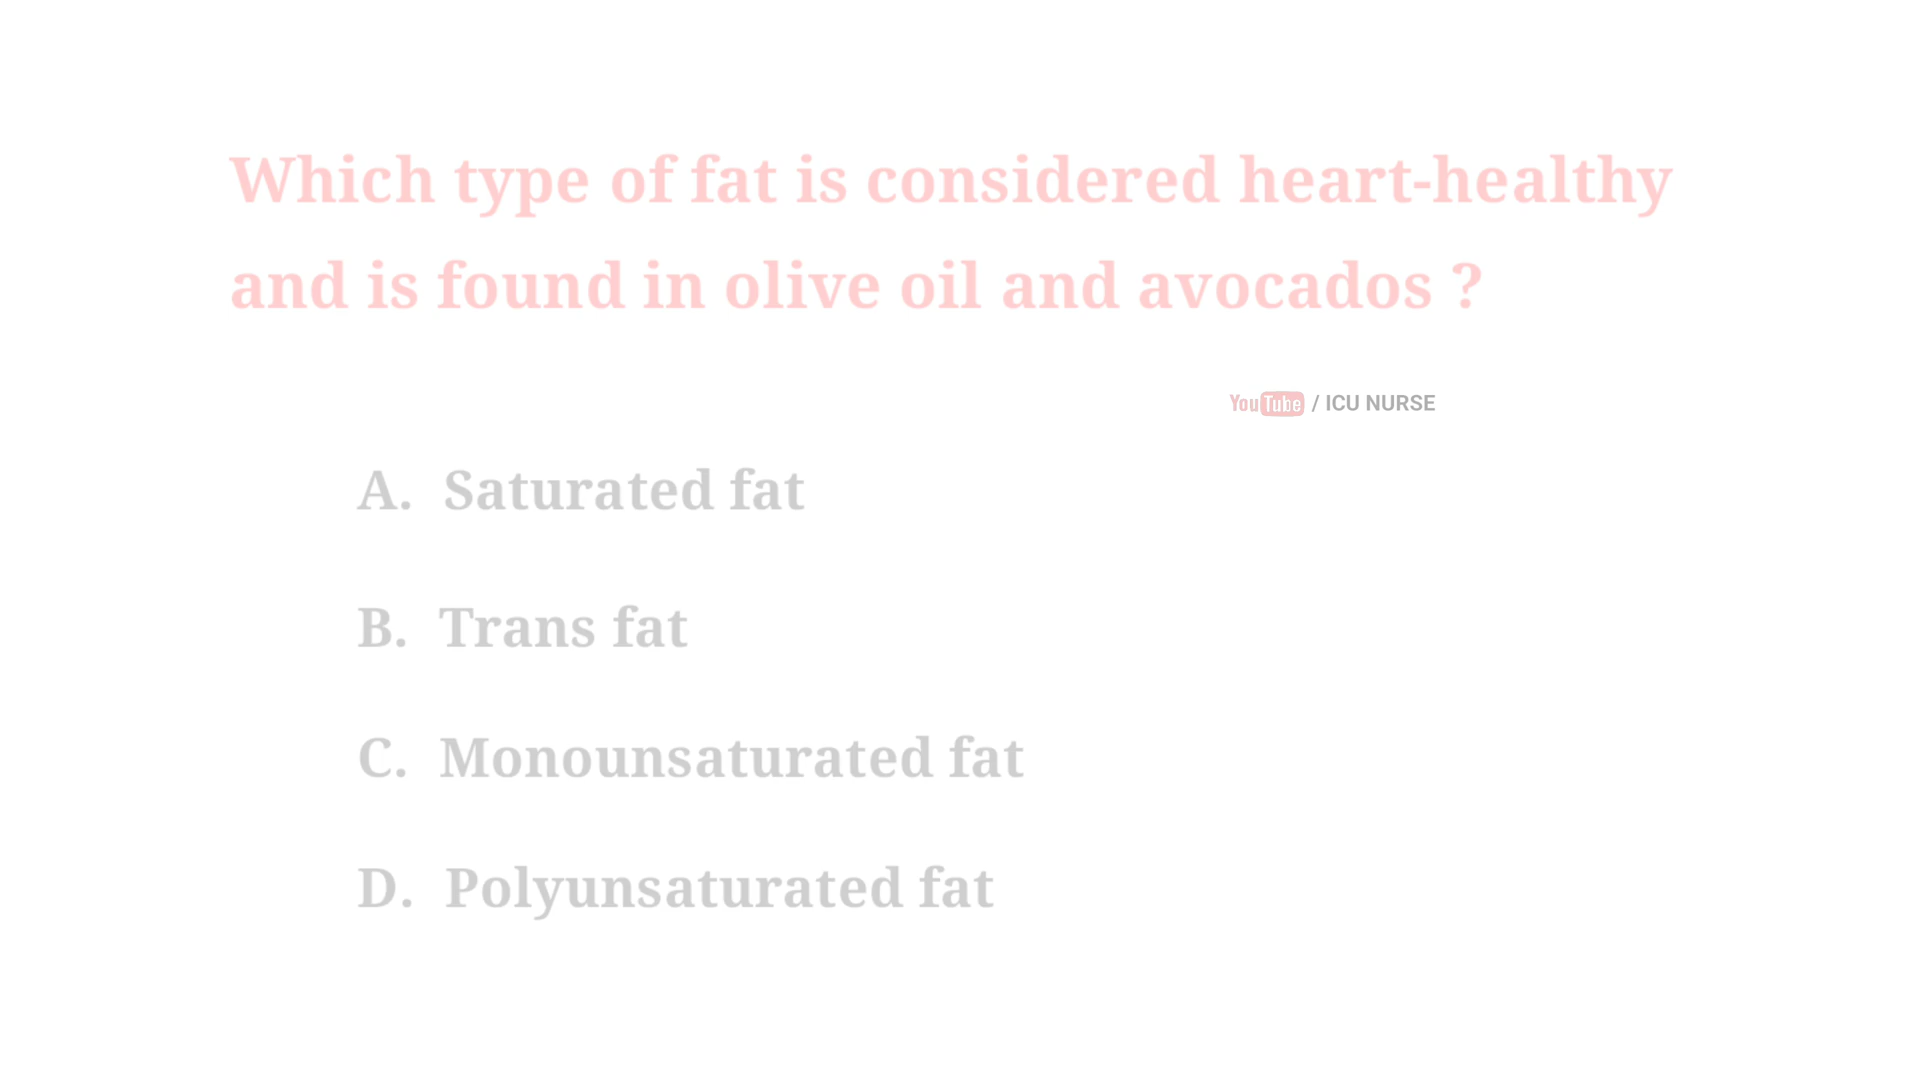 Which type of fat is considered heart-healthy
and is found in olive oil and avocados ?
YouTube / ICU NURSE
A. Saturated fat
B. Trans fat
C. Monounsaturated fat
D. Polyunsaturated fat